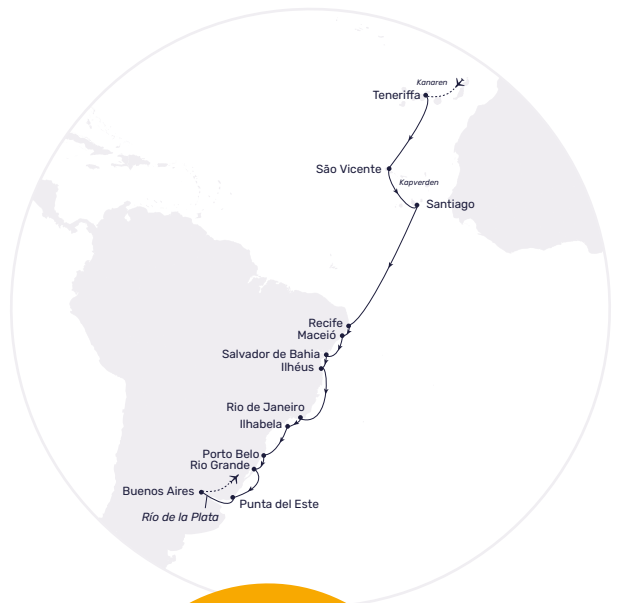 Kanaren
Teneriffa
São Vicente
Kapverden
Santiago
Recife
Maceió
Salvador de Bahia
Ilhéus
Rio de Janeiro
Ilhabela
Porto Belo
Rio Grande
Buenos Aires
Punta del Este
Río de la Plata